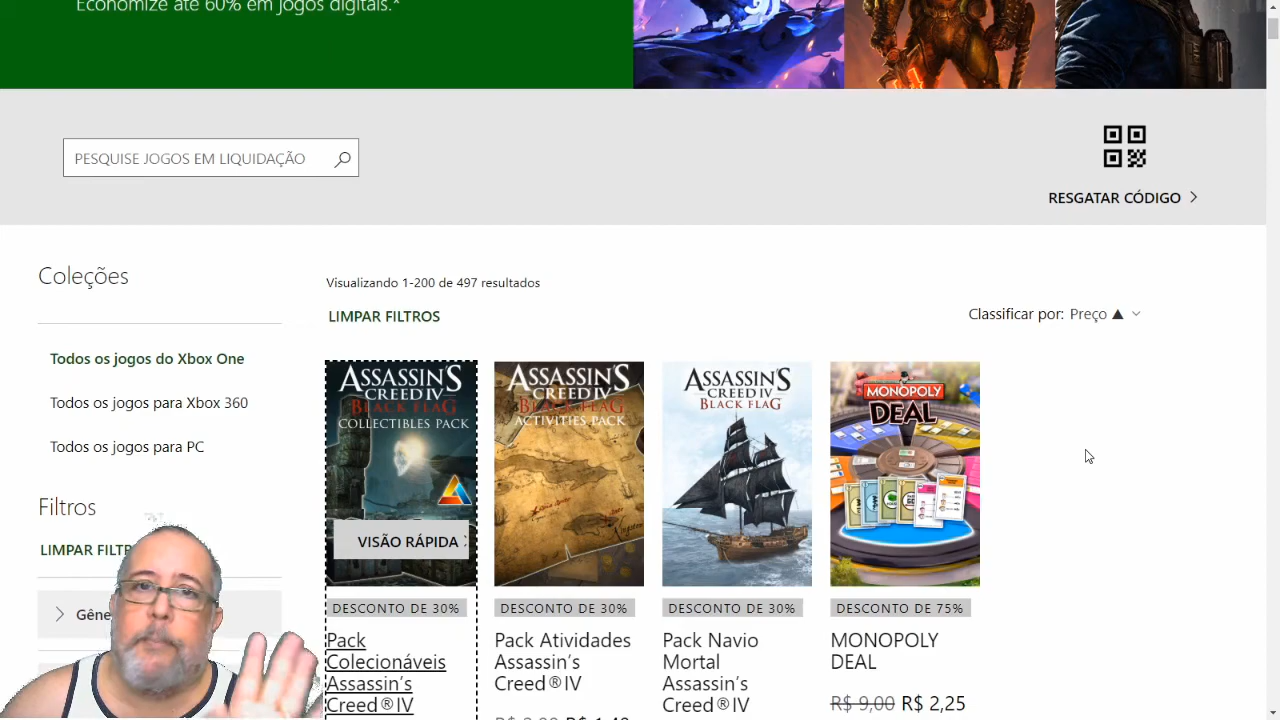 Economize até 60% em jogos digitais.*
PESQUISE JOGOS EM LIQUIDAÇÃO
RESGATAR CÓDIGO
Coleções
Visualizando 1-200 de 497 resultados
LIMPAR FILTROS
Classificar por: Preço ▲
Todos os jogos do Xbox One
Todos os jogos para XBox 360
Todos os jogos para PC
Filtros
ASSASSIN'S
CREED IV
BLACK FLAG
COLLECTIBLES PACK
VISÃO RÁPIDA
ASSASSIN'S
CREED IV
BLACK FLAG
ACTIVITIES PACK
ASSASSIN'S
CREED IV
BLACK FLAG
MONOPOLY
DEAL
DESCONTO DE 30%
DESCONTO DE 30%
DESCONTO DE 30%
DESCONTO DE 75%
Pack
Colecionáveis
Assassin's
Creed®IV
Pack Atividades
Assassin's
Creed®IV
Pack Navio
Mortal
Assassin's
Creed®IV
MONOPOLY
DEAL
R$ 9,00 R$ 2,25